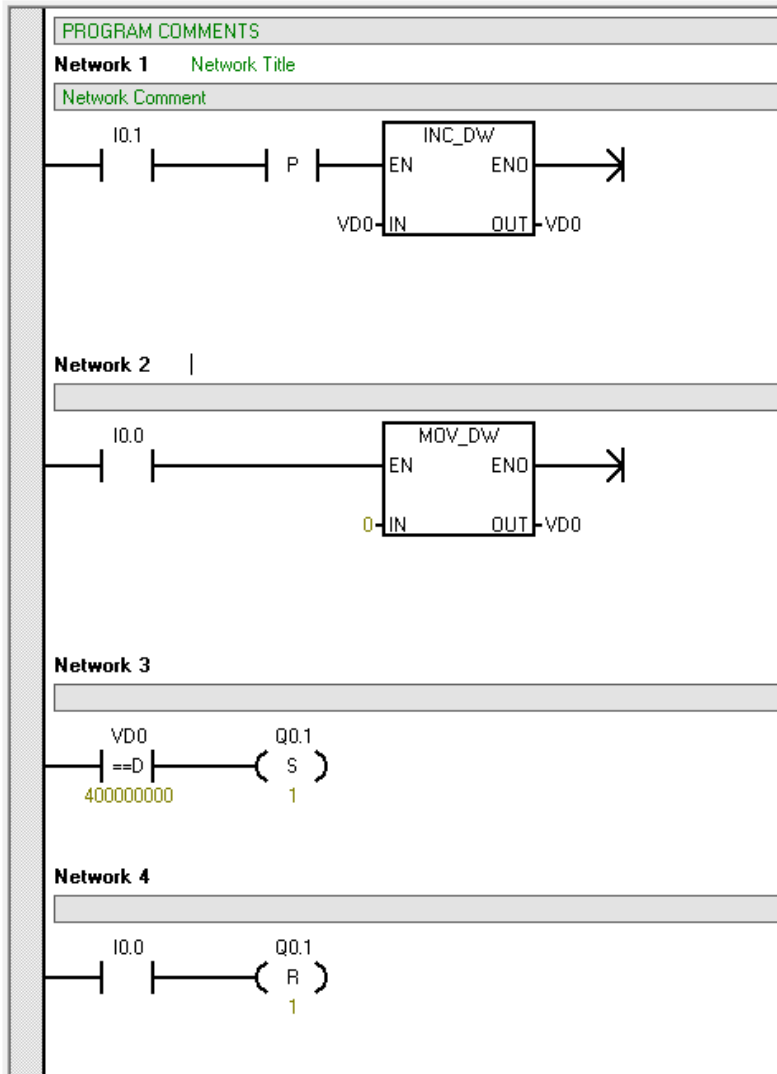 PROGRAM COMMENTS
Network 1 Network Title
Network Comment
I0.1 INC_DW
P EN ENO
VD0 IN OUT VD0
Network 2
I0.0 MOV_DW
EN ENO
0 IN OUT VD0
Network 3
VD0 Q0.1
==D S
400000000 1
Network 4
I0.0 Q0.1
R
1